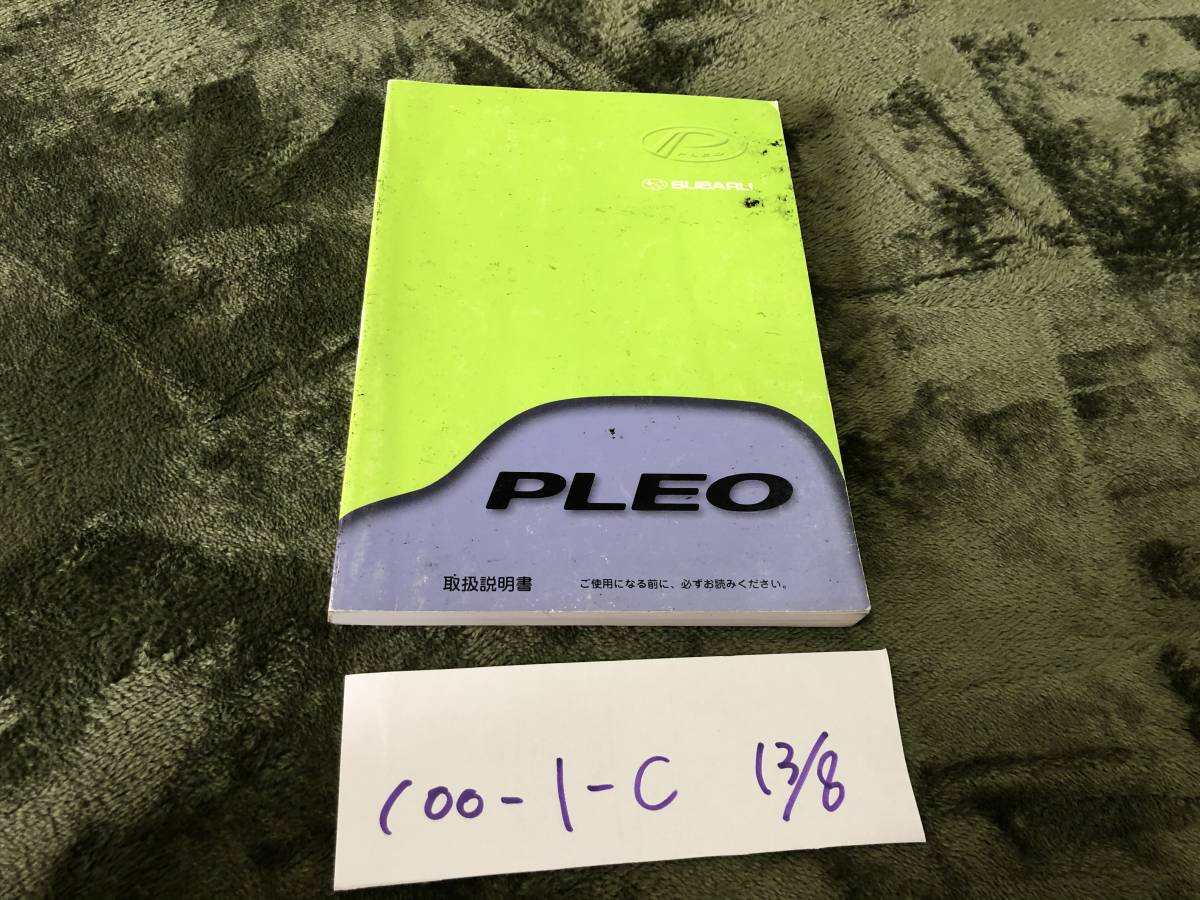 PLEO
SUBARU
PLEO
取扱説明書 ご使用になる前に、必ずお読みください。
100-1-C 13/8